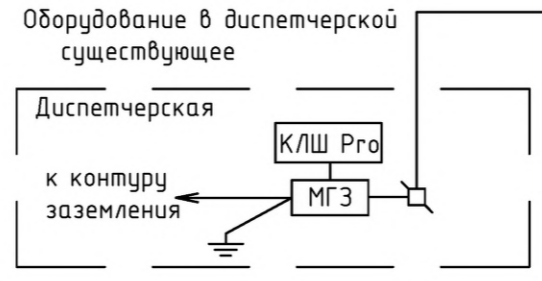 Оборудование в диспетчерской
существующее
Диспетчерская
КЛШ Pro
к контуру
заземления
МГЗ